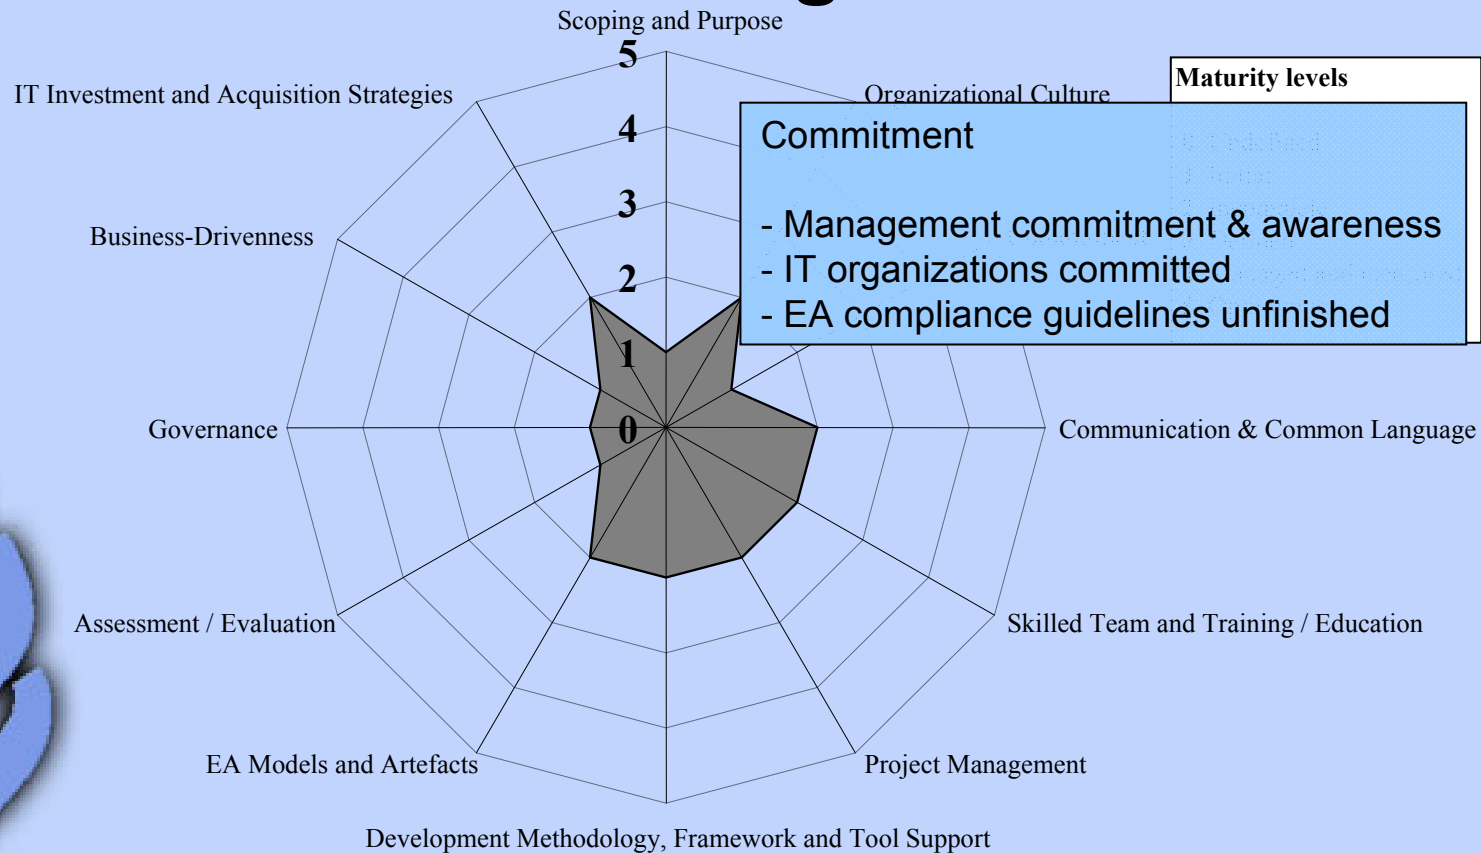 Scoping and Purpose
5
IT Investment and Acquisition Strategies
Organizational Culture
Maturity levels
4
Commitment
3
- Management commitment & awareness
- IT organizations committed
- EA compliance guidelines unfinished
Business-Drivenness
2
1
0
Governance
Communication & Common Language
Assessment / Evaluation
Skilled Team and Training / Education
EA Models and Artefacts
Project Management
Development Methodology, Framework and Tool Support